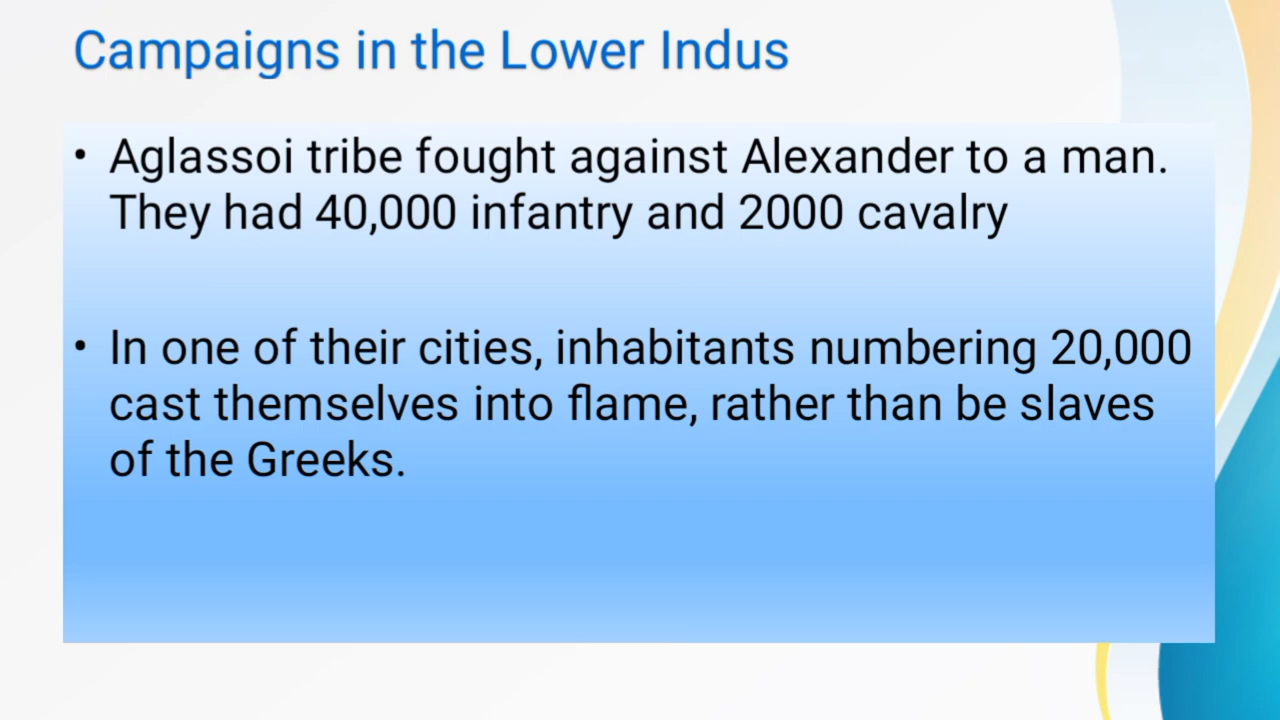 Campaigns in the Lower Indus
• Aglassoi tribe fought against Alexander to a man.
They had 40,000 infantry and 2000 cavalry
• In one of their cities, inhabitants numbering 20,000
cast themselves into flame, rather than be slaves
of the Greeks.